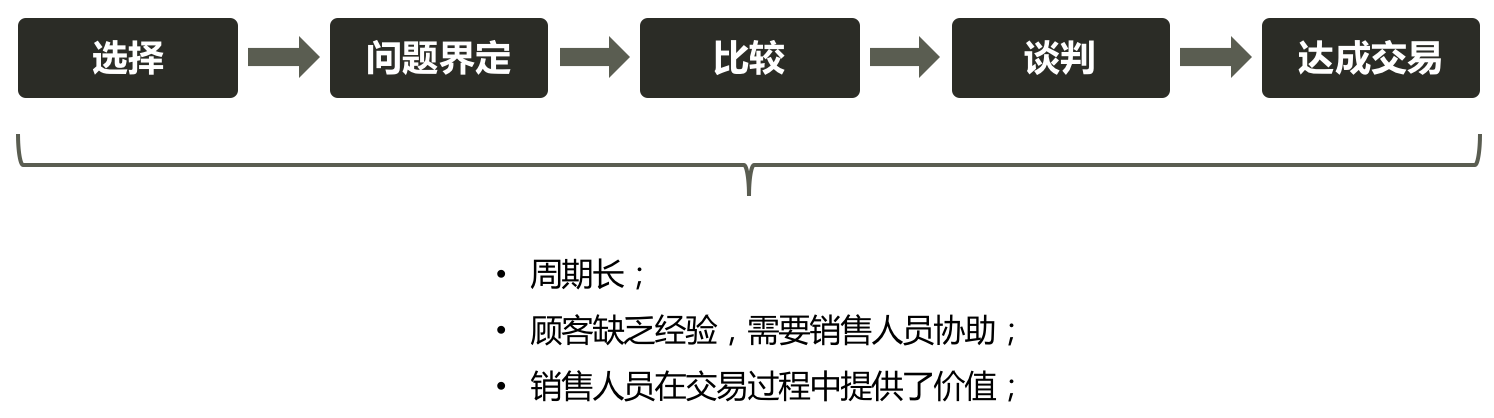 选择 问题界定 比较 谈判 达成交易
• 周期长；
• 顾客缺乏经验，需要销售人员协助；
• 销售人员在交易过程中提供了价值；